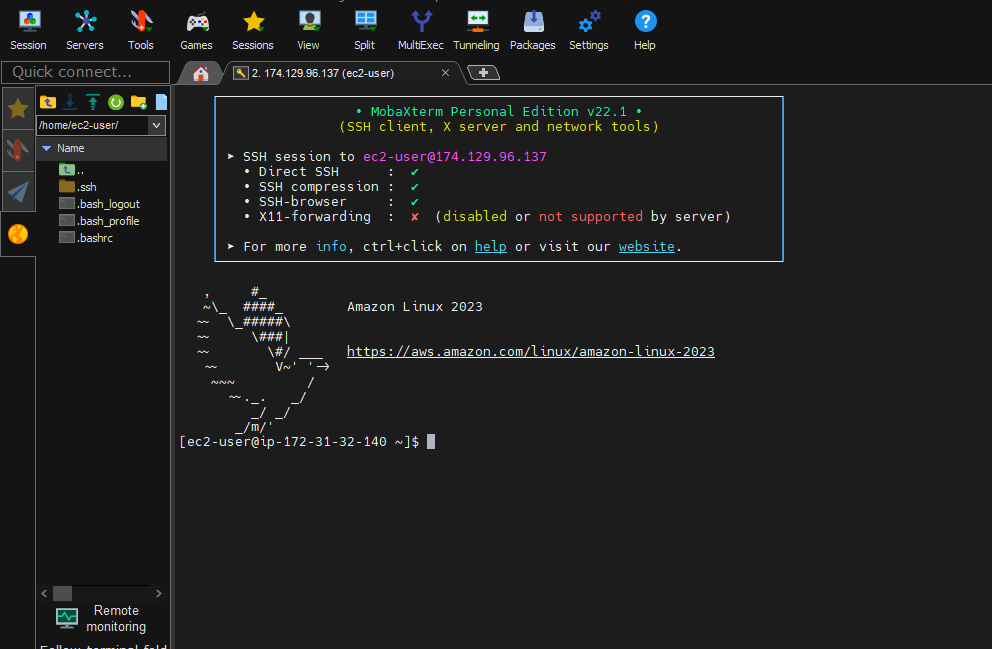 Session Servers Tools Games Sessions View Split MultiExec Tunneling Packages Settings Help
Quick connect...
2. 174.129.96.137 (ec2-user)
/home/ec2-user/
Name
..
.ssh
.bash_logout
.bash_profile
.bashrc
Remote
monitoring
• MobaXterm Personal Edition v22.1 •
(SSH client, X server and network tools)
➤ SSH session to ec2-user@174.129.96.137
• Direct SSH      :  ✔
• SSH compression :  ✔
• SSH-browser     :  ✔
• X11-forwarding  :  ✘  (disabled or not supported by server)
➤ For more info, ctrl+click on help or visit our website.
   ,     #_
   ~\_  ####_        Amazon Linux 2023
  ~~  \_#####\
  ~~     \###|
  ~~       \#/ ___   https://aws.amazon.com/linux/amazon-linux-2023
   ~~       V~' '->
    ~~~         /
      ~~._.   _/
         _/ _/
       _/m/'
[ec2-user@ip-172-31-32-140 ~]$